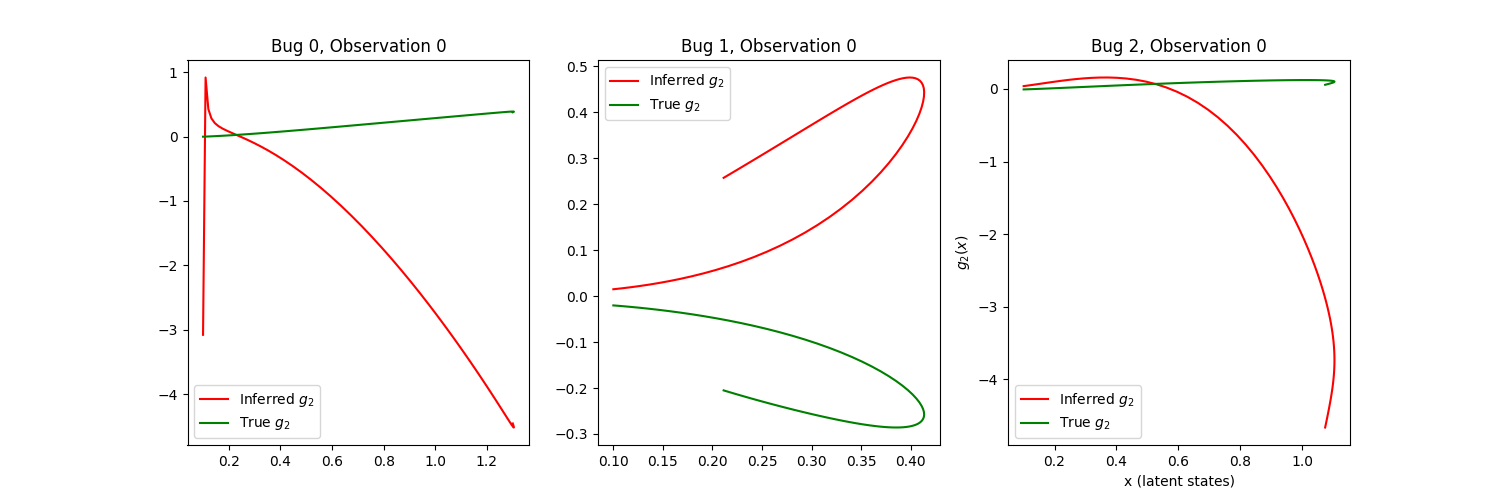 Bug 0, Observation 0
1
0
−1
−2
−3
−4
0.2 0.4 0.6 0.8 1.0 1.2
Inferred g₂
True g₂
Bug 1, Observation 0
0.5
0.4
0.3
0.2
0.1
0.0
−0.1
−0.2
−0.3
0.10 0.15 0.20 0.25 0.30 0.35 0.40
Inferred g₂
True g₂
Bug 2, Observation 0
g₂(x)
0
−1
−2
−3
−4
0.2 0.4 0.6 0.8 1.0
x (latent states)
Inferred g₂
True g₂